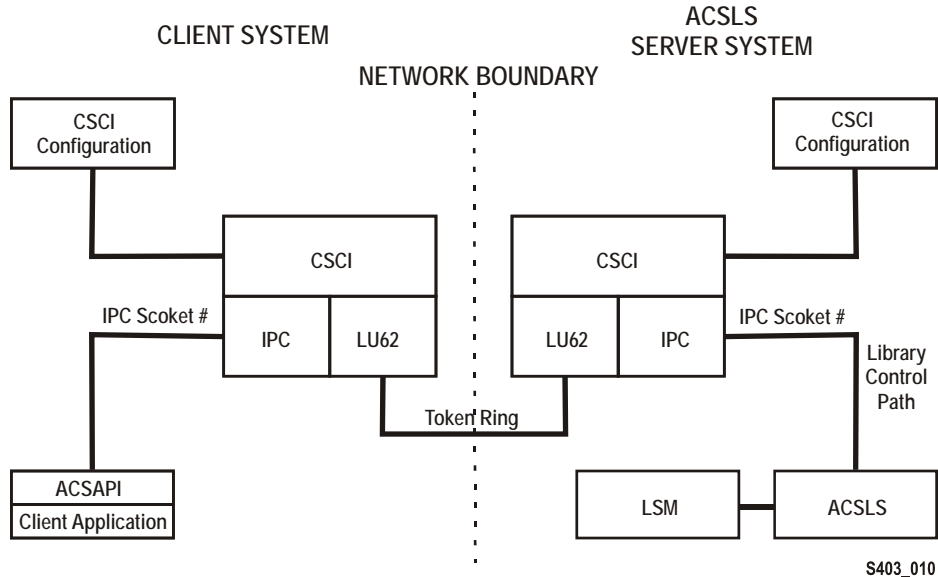 CLIENT SYSTEM
ACSLS
SERVER SYSTEM
NETWORK BOUNDARY
CSCI
Configuration
CSCI
Configuration
CSCI
CSCI
IPC Scoket #
IPC
LU62
LU62
IPC
IPC Scoket #
Library
Control
Path
Token Ring
ACSAPI
Client Application
LSM
ACSLS
S403_010